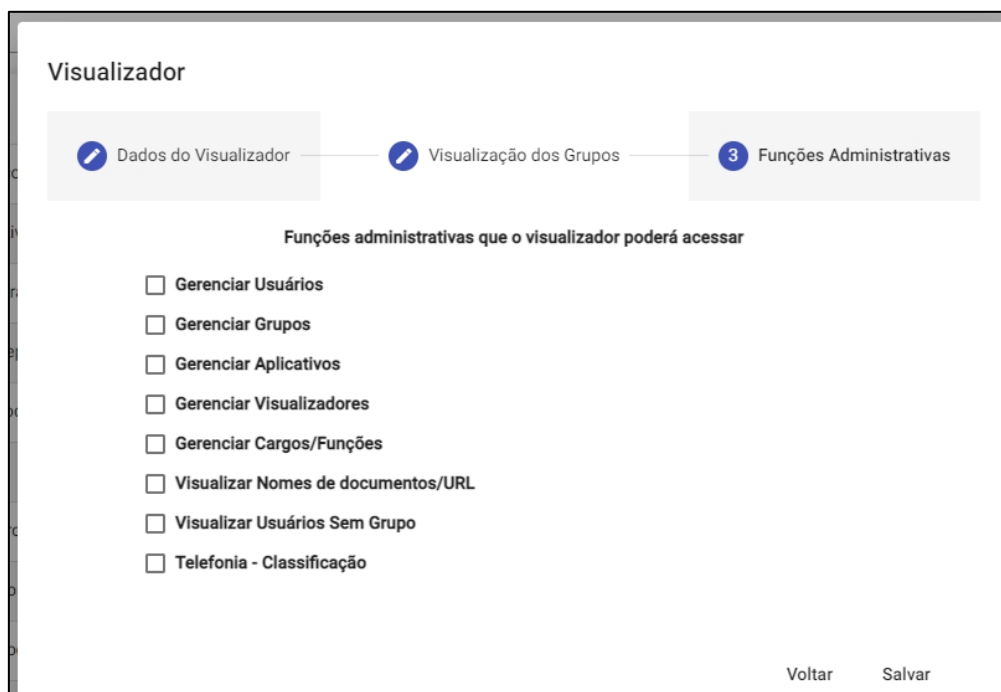 Visualizador
Dados do Visualizador
Visualização dos Grupos
3 Funções Administrativas
Funções administrativas que o visualizador poderá acessar
Gerenciar Usuários
Gerenciar Grupos
Gerenciar Aplicativos
Gerenciar Visualizadores
Gerenciar Cargos/Funções
Visualizar Nomes de documentos/URL
Visualizar Usuários Sem Grupo
Telefonia - Classificação
Voltar Salvar